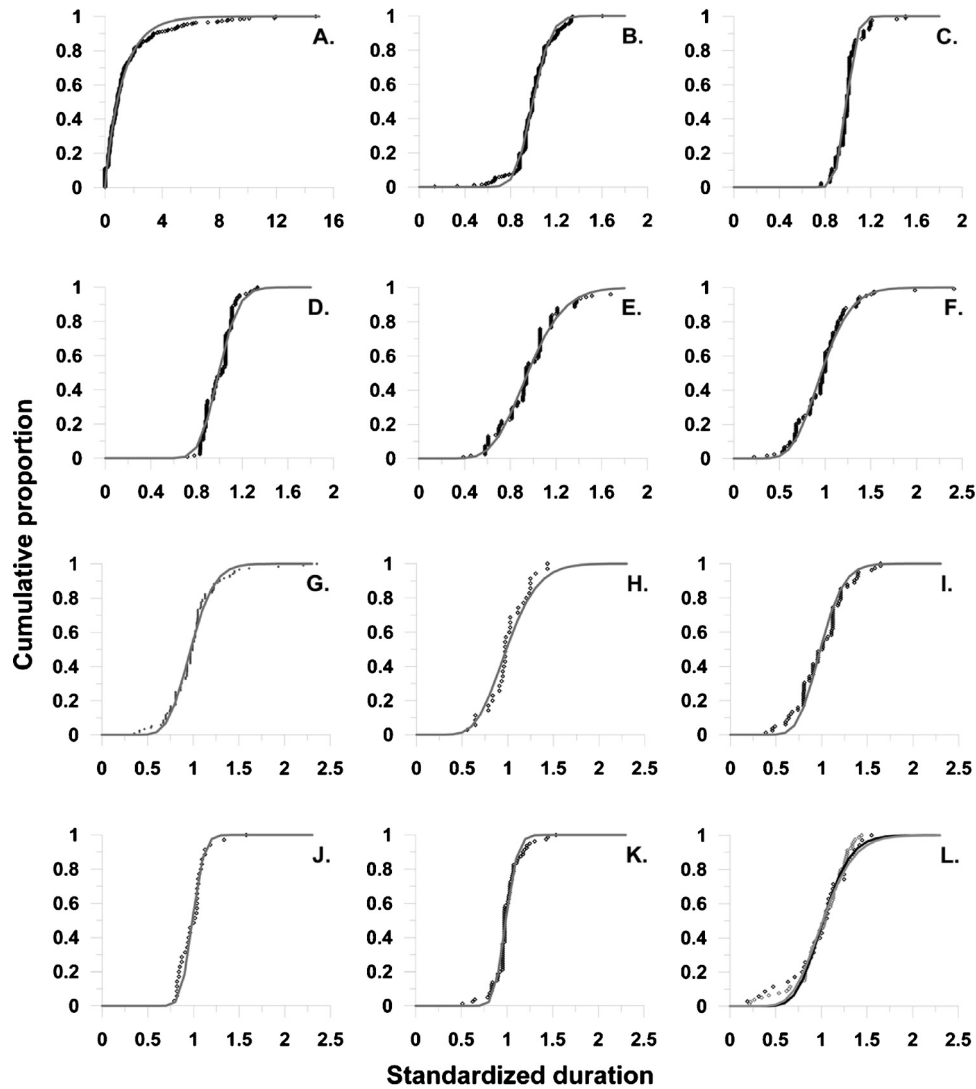 Cumulative proportion
1 1 1
A. B. C.
0.8 0.8 0.8
0.6 0.6 0.6
0.4 0.4 0.4
0.2 0.2 0.2
0 0 0
0 4 8 12 16 0 0.4 0.8 1.2 1.6 2 0 0.4 0.8 1.2 1.6 2
1 1 1
D. E. F.
0.8 0.8 0.8
0.6 0.6 0.6
0.4 0.4 0.4
0.2 0.2 0.2
0 0 0
0 0.4 0.8 1.2 1.6 2 0 0.4 0.8 1.2 1.6 2 0 0.5 1 1.5 2 2.5
1 1 1
G. H. I.
0.8 0.8 0.8
0.6 0.6 0.6
0.4 0.4 0.4
0.2 0.2 0.2
0 0 0
0 0.5 1 1.5 2 2.5 0 0.5 1 1.5 2 2.5 0 0.5 1 1.5 2 2.5
1 1 1
J. K. L.
0.8 0.8 0.8
0.6 0.6 0.6
0.4 0.4 0.4
0.2 0.2 0.2
0 0 0
0 0.5 1 1.5 2 2.5 0 0.5 1 1.5 2 2.5 0 0.5 1 1.5 2 2.5
Standardized duration